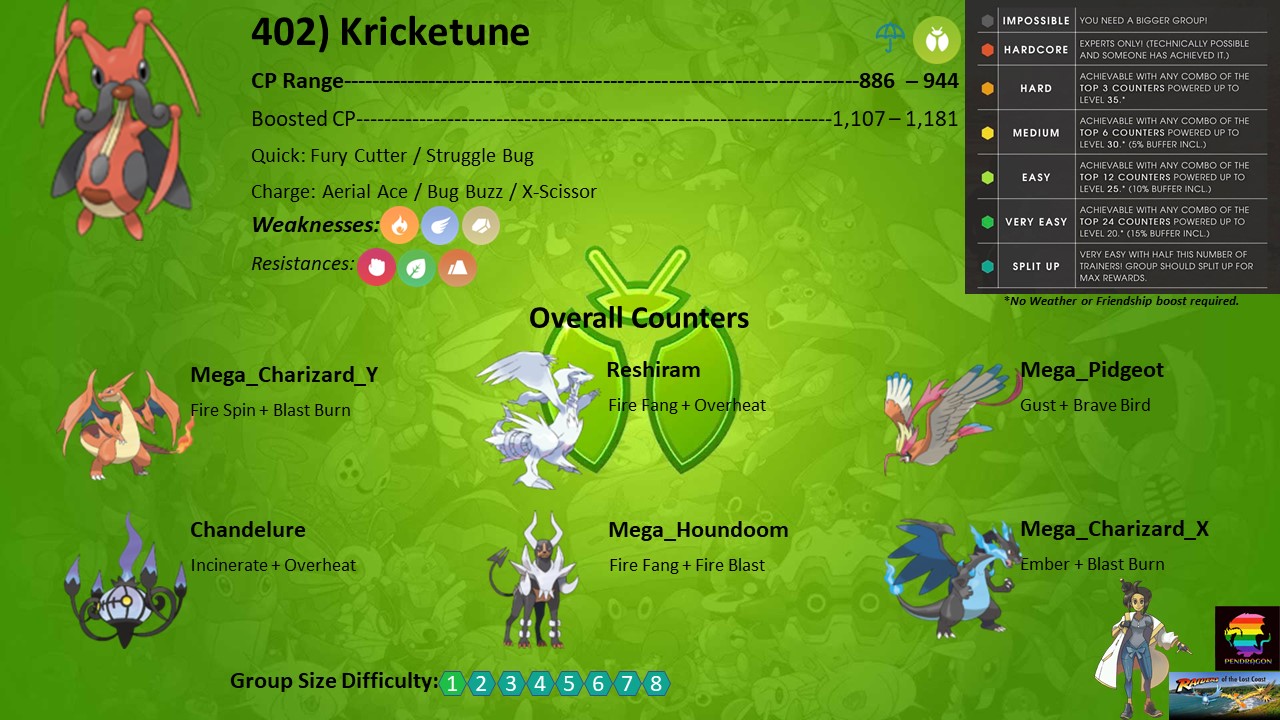 402) Kricketune
CP Range-------------------------------------------------------------------------886 – 944
Boosted CP--------------------------------------------------------------------1,107 – 1,181
Quick: Fury Cutter / Struggle Bug
Charge: Aerial Ace / Bug Buzz / X-Scissor
Weaknesses:
Resistances:
IMPOSSIBLE YOU NEED A BIGGER GROUP!
HARDCORE EXPERTS ONLY! (TECHNICALLY POSSIBLE
AND SOMEONE HAS ACHIEVED IT.)
HARD ACHIEVABLE WITH ANY COMBO OF THE
TOP 3 COUNTERS POWERED UP TO
LEVEL 35.*
MEDIUM ACHIEVABLE WITH ANY COMBO OF THE
TOP 6 COUNTERS POWERED UP TO
LEVEL 30.* (5% BUFFER INCL.)
EASY ACHIEVABLE WITH ANY COMBO OF THE
TOP 12 COUNTERS POWERED UP TO
LEVEL 25.* (10% BUFFER INCL.)
VERY EASY ACHIEVABLE WITH ANY COMBO OF THE
TOP 24 COUNTERS POWERED UP TO
LEVEL 20.* (15% BUFFER INCL.)
SPLIT UP VERY EASY WITH HALF THIS NUMBER OF
TRAINERS! GROUP SHOULD SPLIT UP FOR
MAX REWARDS.
*No Weather or Friendship boost required.
Overall Counters
Mega_Charizard_Y
Fire Spin + Blast Burn
Reshiram
Fire Fang + Overheat
Mega_Pidgeot
Gust + Brave Bird
Chandelure
Incinerate + Overheat
Mega_Houndoom
Fire Fang + Fire Blast
Mega_Charizard_X
Ember + Blast Burn
Group Size Difficulty: 1 2 3 4 5 6 7 8
PENDROGON
RAIDERS of the Lost Coast